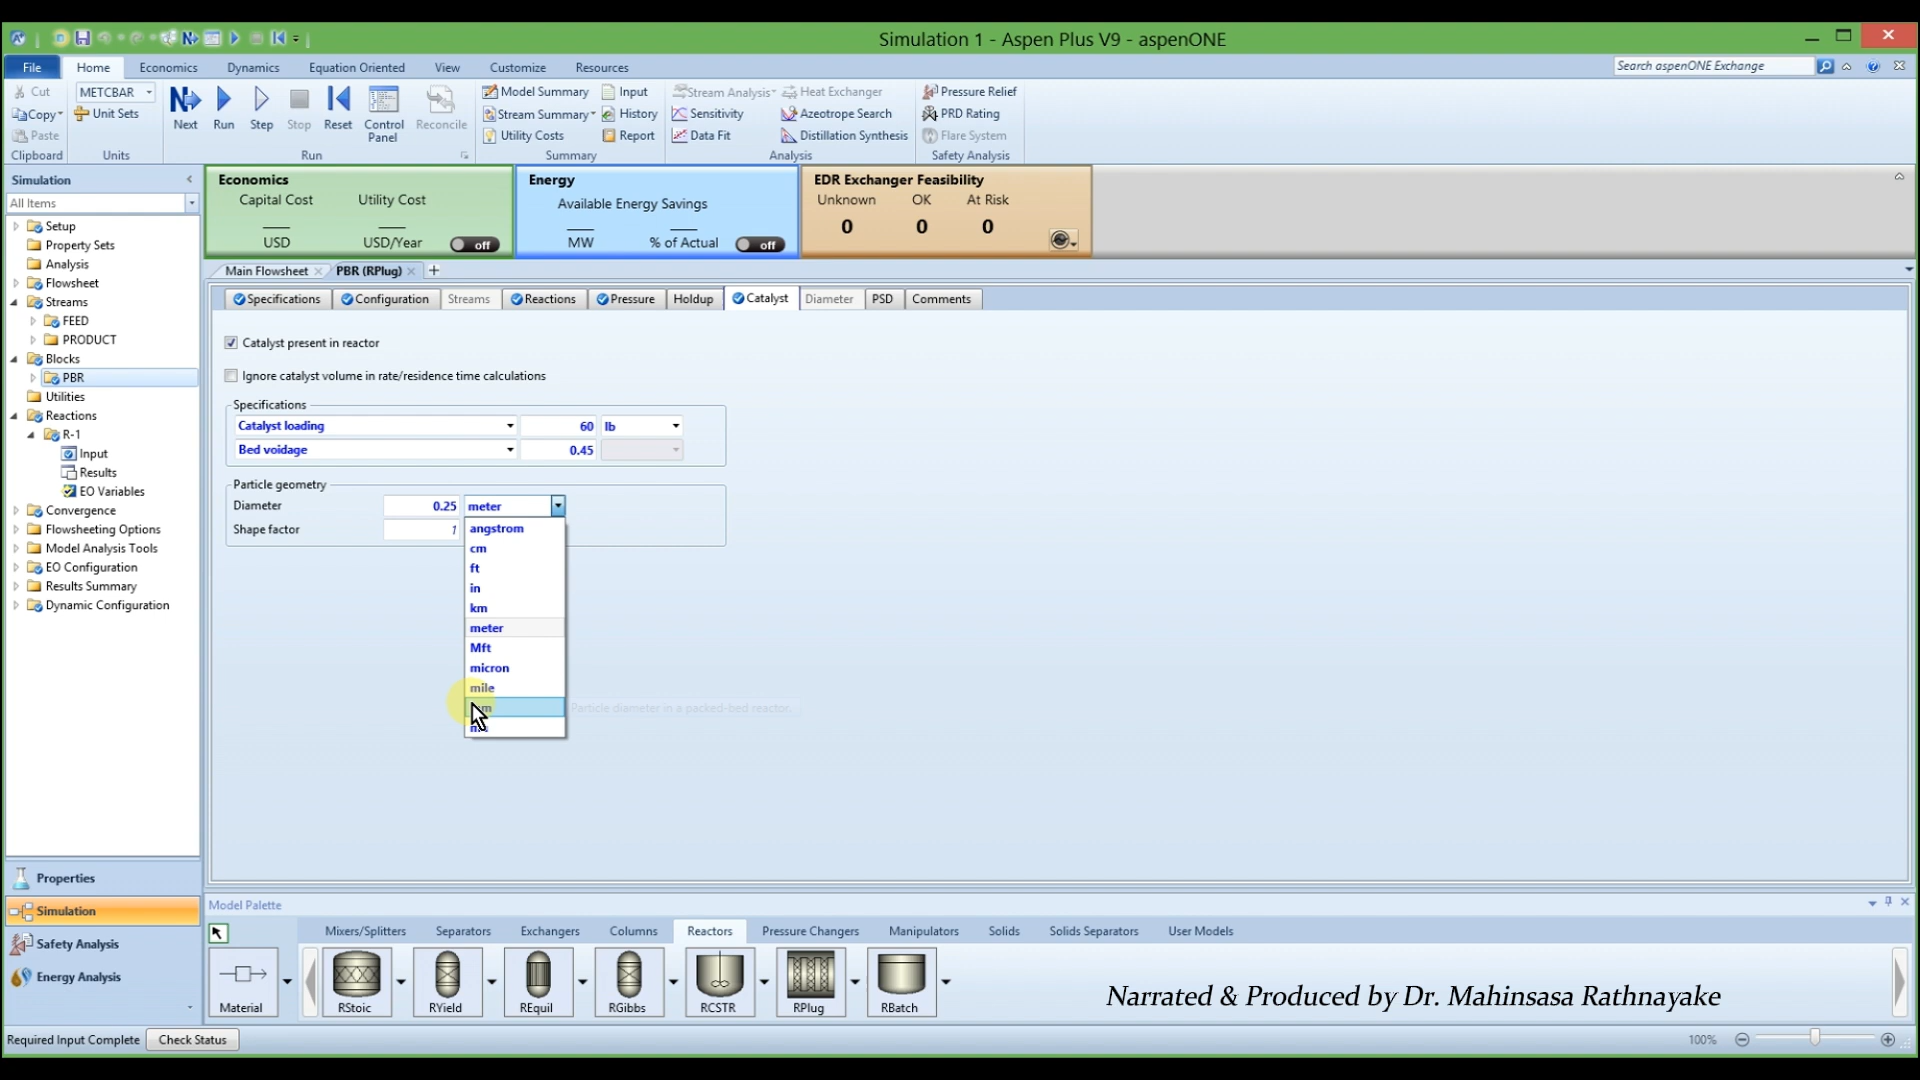 Simulation 1 - Aspen Plus V9 - aspenONE
File Home Economics Dynamics Equation Oriented View Customize Resources Search aspenONE Exchange
Cut METCBAR Model Summary Input Stream Analysis Heat Exchanger Pressure Relief
Copy Unit Sets Stream Summary History Sensitivity Azeotrope Search PRD Rating
Next Run Step Stop Reset Control Panel Reconcile
Paste Utility Costs Report Data Fit Distillation Synthesis Flare System
Clipboard Units Run Summary Analysis Safety Analysis
Simulation
All Items
Setup
Property Sets
Analysis
Flowsheet
Streams
FEED
PRODUCT
Blocks
PBR
Utilities
Reactions
R-1
Input
Results
EO Variables
Convergence
Flowsheeting Options
Model Analysis Tools
EO Configuration
Results Summary
Dynamic Configuration
Properties
Simulation
Safety Analysis
Energy Analysis
Economics
Capital Cost Utility Cost
USD USD/Year off
Energy
Available Energy Savings
MW % of Actual off
EDR Exchanger Feasibility
Unknown OK At Risk
0 0 0
Main Flowsheet PBR (RPlug)
Specifications Configuration Streams Reactions Pressure Holdup Catalyst Diameter PSD Comments
Catalyst present in reactor
Ignore catalyst volume in rate/residence time calculations
Specifications
Catalyst loading 60 lb
Bed voidage 0.45
Particle geometry
Diameter 0.25 meter
Shape factor 1
angstrom
cm
ft
in
km
meter
Mft
micron
mile
Particle diameter in a packed-bed reactor.
Model Palette
Mixers/Splitters Separators Exchangers Columns Reactors Pressure Changers Manipulators Solids Solids Separators User Models
Material RStoic RYield REquil RGibbs RCSTR RPlug RBatch
Narrated & Produced by Dr. Mahinsasa Rathnayake
Required Input Complete Check Status 100%